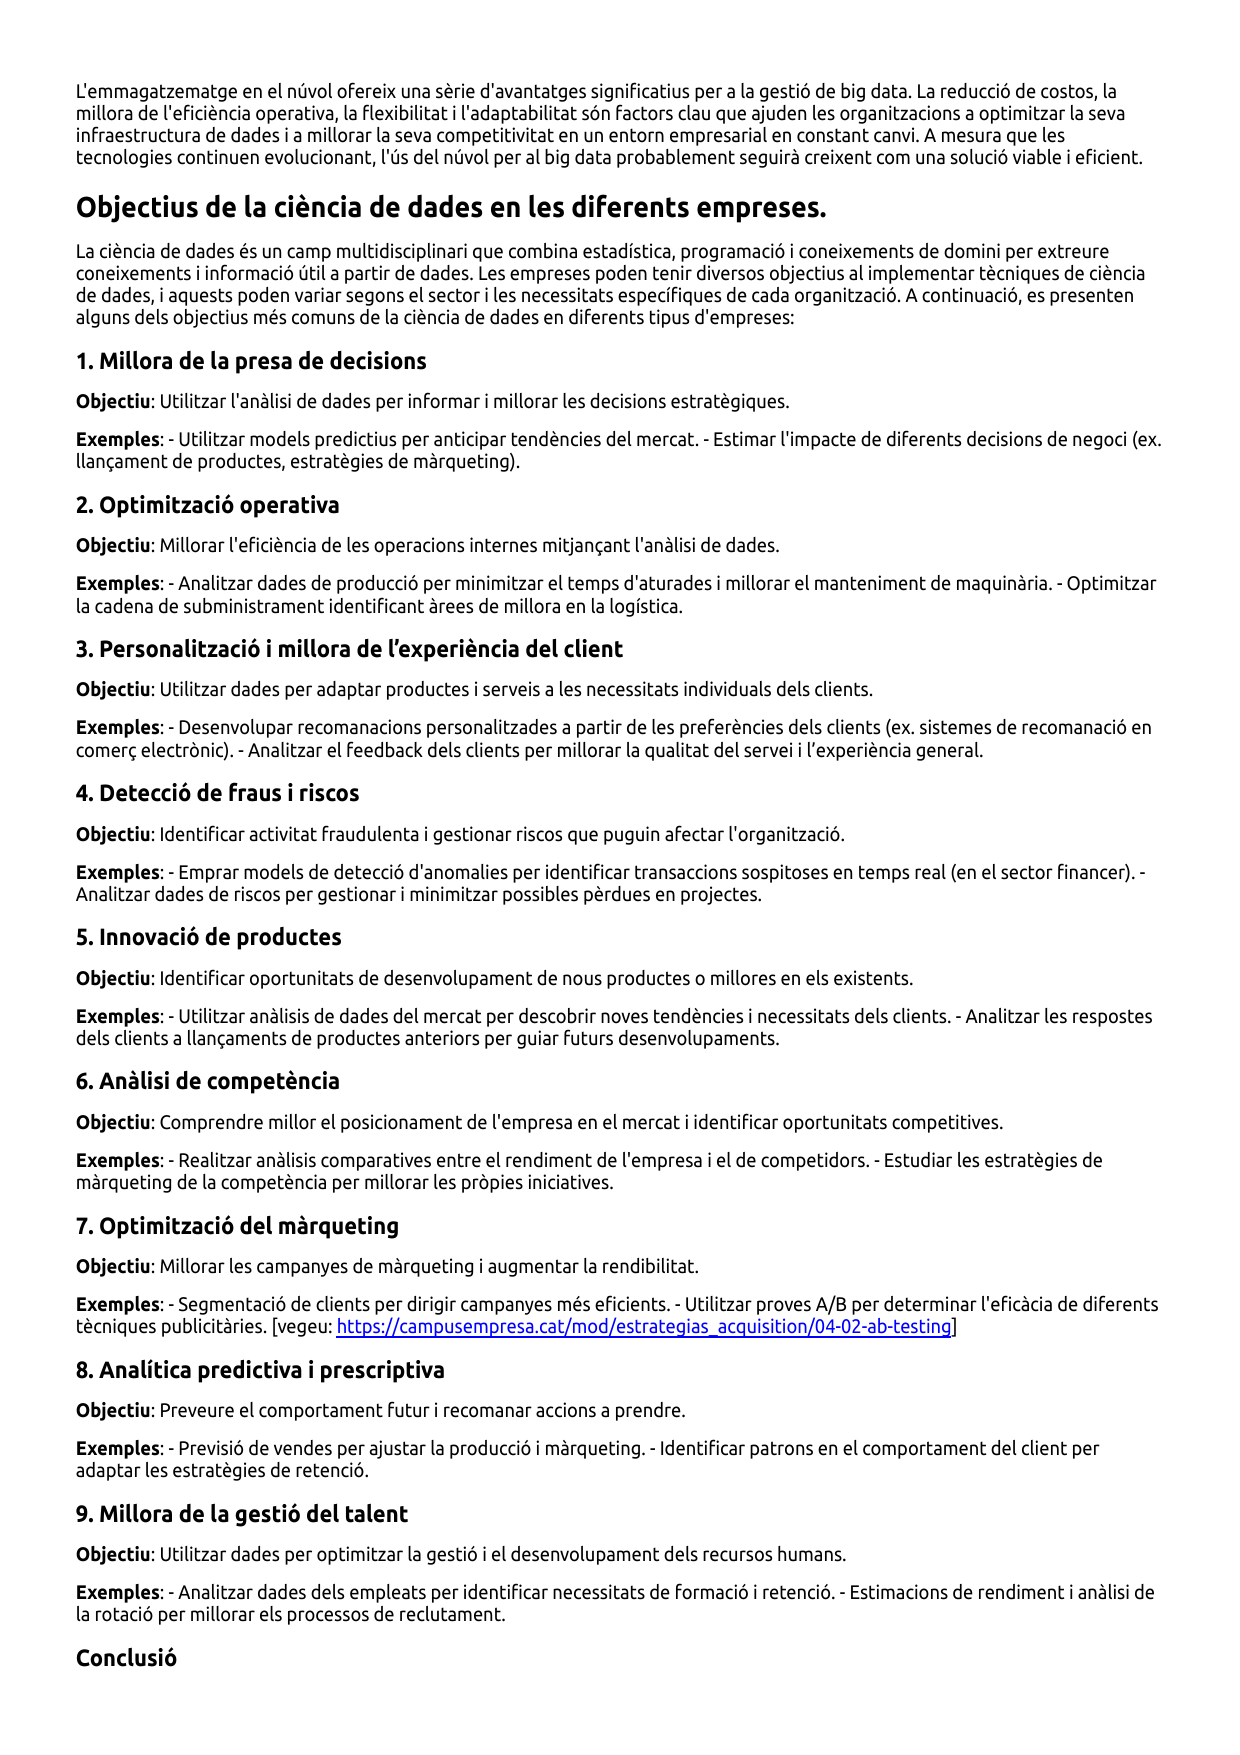 L'emmagatzematge en el núvol ofereix una sèrie d'avantatges significatius per a la gestió de big data. La reducció de costos, la
millora de l'eficiència operativa, la flexibilitat i l'adaptabilitat són factors clau que ajuden les organitzacions a optimitzar la seva
infraestructura de dades i a millorar la seva competitivitat en un entorn empresarial en constant canvi. A mesura que les
tecnologies continuen evolucionant, l'ús del núvol per al big data probablement seguirà creixent com una solució viable i eficient.
Objectius de la ciència de dades en les diferents empreses.
La ciència de dades és un camp multidisciplinari que combina estadística, programació i coneixements de domini per extreure
coneixements i informació útil a partir de dades. Les empreses poden tenir diversos objectius al implementar tècniques de ciència
de dades, i aquests poden variar segons el sector i les necessitats específiques de cada organització. A continuació, es presenten
alguns dels objectius més comuns de la ciència de dades en diferents tipus d'empreses:
1. Millora de la presa de decisions
Objectiu: Utilitzar l'anàlisi de dades per informar i millorar les decisions estratègiques.
Exemples: - Utilitzar models predictius per anticipar tendències del mercat. - Estimar l'impacte de diferents decisions de negoci (ex.
llançament de productes, estratègies de màrqueting).
2. Optimització operativa
Objectiu: Millorar l'eficiència de les operacions internes mitjançant l'anàlisi de dades.
Exemples: - Analitzar dades de producció per minimitzar el temps d'aturades i millorar el manteniment de maquinària. - Optimitzar
la cadena de subministrament identificant àrees de millora en la logística.
3. Personalització i millora de l’experiència del client
Objectiu: Utilitzar dades per adaptar productes i serveis a les necessitats individuals dels clients.
Exemples: - Desenvolupar recomanacions personalitzades a partir de les preferències dels clients (ex. sistemes de recomanació en
comerç electrònic). - Analitzar el feedback dels clients per millorar la qualitat del servei i l’experiència general.
4. Detecció de fraus i riscos
Objectiu: Identificar activitat fraudulenta i gestionar riscos que puguin afectar l'organització.
Exemples: - Emprar models de detecció d'anomalies per identificar transaccions sospitoses en temps real (en el sector financer). -
Analitzar dades de riscos per gestionar i minimitzar possibles pèrdues en projectes.
5. Innovació de productes
Objectiu: Identificar oportunitats de desenvolupament de nous productes o millores en els existents.
Exemples: - Utilitzar anàlisis de dades del mercat per descobrir noves tendències i necessitats dels clients. - Analitzar les respostes
dels clients a llançaments de productes anteriors per guiar futurs desenvolupaments.
6. Anàlisi de competència
Objectiu: Comprendre millor el posicionament de l'empresa en el mercat i identificar oportunitats competitives.
Exemples: - Realitzar anàlisis comparatives entre el rendiment de l'empresa i el de competidors. - Estudiar les estratègies de
màrqueting de la competència per millorar les pròpies iniciatives.
7. Optimització del màrqueting
Objectiu: Millorar les campanyes de màrqueting i augmentar la rendibilitat.
Exemples: - Segmentació de clients per dirigir campanyes més eficients. - Utilitzar proves A/B per determinar l'eficàcia de diferents
tècniques publicitàries. [vegeu: https://campusempresa.cat/mod/estrategias_acquisition/04-02-ab-testing]
8. Analítica predictiva i prescriptiva
Objectiu: Preveure el comportament futur i recomanar accions a prendre.
Exemples: - Previsió de vendes per ajustar la producció i màrqueting. - Identificar patrons en el comportament del client per
adaptar les estratègies de retenció.
9. Millora de la gestió del talent
Objectiu: Utilitzar dades per optimitzar la gestió i el desenvolupament dels recursos humans.
Exemples: - Analitzar dades dels empleats per identificar necessitats de formació i retenció. - Estimacions de rendiment i anàlisi de
la rotació per millorar els processos de reclutament.
Conclusió